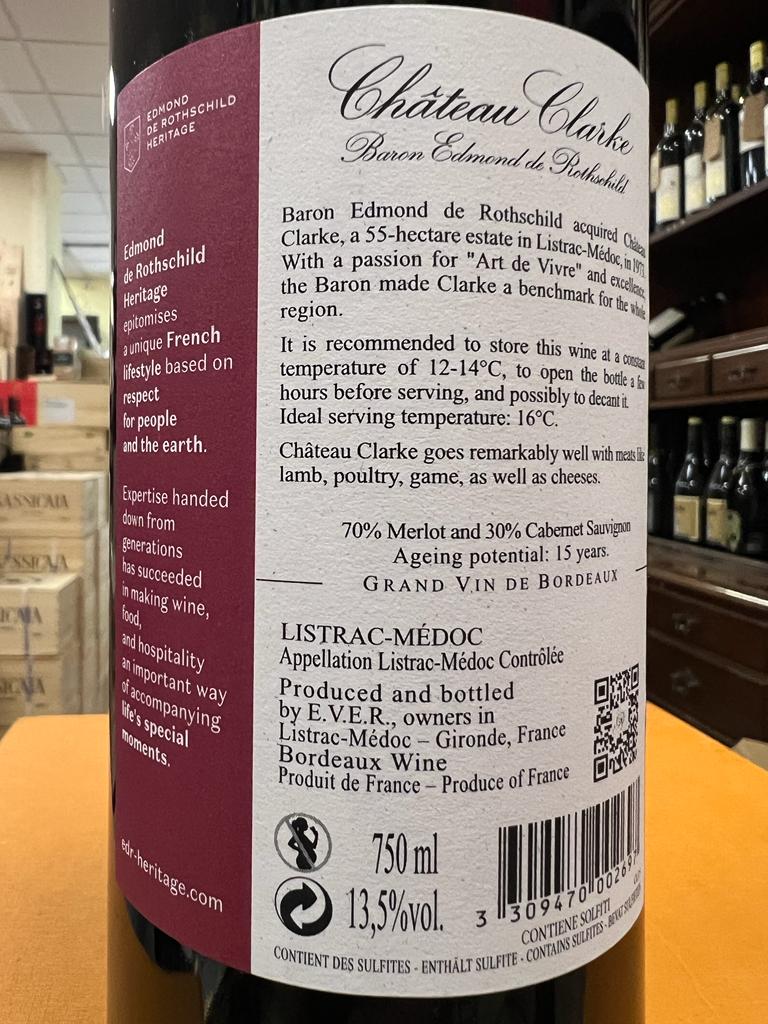 EDMOND
DE ROTHSCHILD
HERITAGE
Edmond
de Rothschild
Heritage
epitomises
a unique French
lifestyle based on
respect
for people
and the earth.
Expertise handed
down from
generations
has succeeded
in making wine,
food,
and hospitality
an important way
of accompanying
life's special
moments.
edr-heritage.com
Château Clarke
Baron Edmond de Rothschild
Baron Edmond de Rothschild acquired Château
Clarke, a 55-hectare estate in Listrac-Médoc, in 1973.
With a passion for "Art de Vivre" and excellence,
the Baron made Clarke a benchmark for the whole
region.
It is recommended to store this wine at a constant
temperature of 12-14°C, to open the bottle a few
hours before serving, and possibly to decant it.
Ideal serving temperature: 16°C.
Château Clarke goes remarkably well with meats like
lamb, poultry, game, as well as cheeses.
70% Merlot and 30% Cabernet Sauvignon
Ageing potential: 15 years.
GRAND VIN DE BORDEAUX
LISTRAC-MÉDOC
Appellation Listrac-Médoc Contrôlée
Produced and bottled
by E.V.E.R., owners in
Listrac-Médoc – Gironde, France
Bordeaux Wine
Produit de France – Produce of France
750 ml
13,5%vol.
3 309470 002697
CONTIENE SOLFITI
CONTIENT DES SULFITES - ENTHÄLT SULFITE - CONTAINS SULFITES -
SASSICAIA